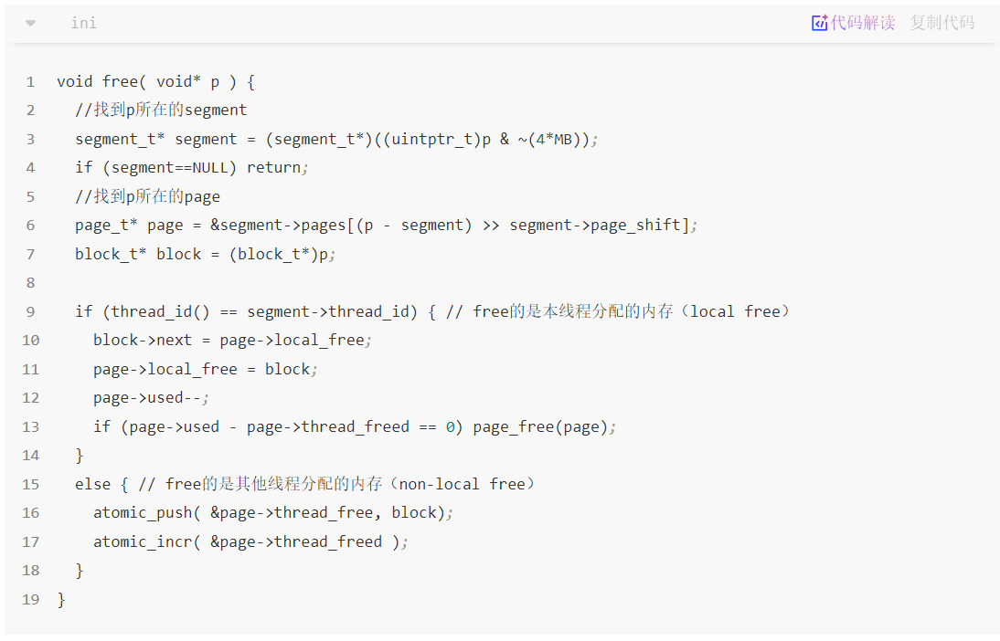 ini 代码解读 复制代码
1 void free( void* p ) {
2   //找到p所在的segment
3   segment_t* segment = (segment_t*)((uintptr_t)p & ~(4*MB));
4   if (segment==NULL) return;
5   //找到p所在的page
6   page_t* page = &segment->pages[(p - segment) >> segment->page_shift];
7   block_t* block = (block_t*)p;
8
9   if (thread_id() == segment->thread_id) { // free的是本线程分配的内存（local free）
10     block->next = page->local_free;
11     page->local_free = block;
12     page->used--;
13     if (page->used - page->thread_freed == 0) page_free(page);
14   }
15   else { // free的是其他线程分配的内存（non-local free）
16     atomic_push( &page->thread_free, block);
17     atomic_incr( &page->thread_freed );
18   }
19 }